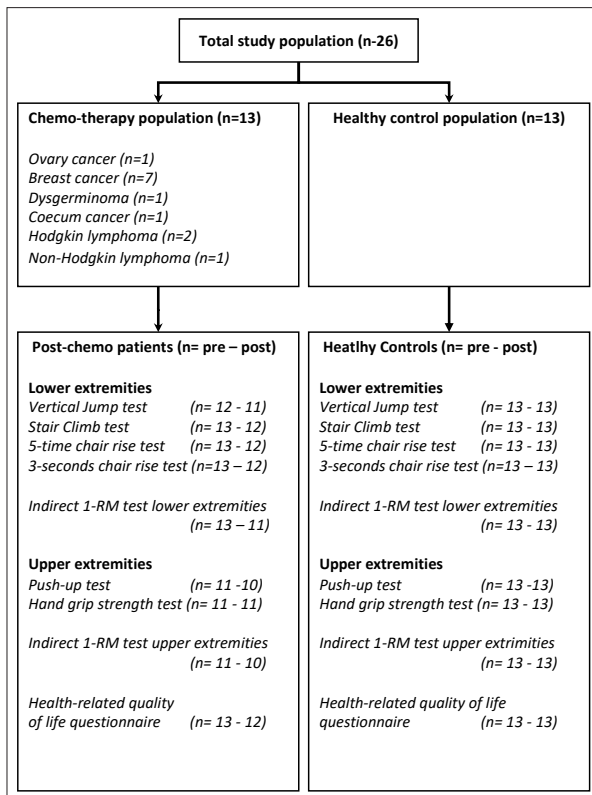 Total study population (n-26)
Chemo-therapy population (n=13)
Ovary cancer (n=1)
Breast cancer (n=7)
Dysgerminoma (n=1)
Coecum cancer (n=1)
Hodgkin lymphoma (n=2)
Non-Hodgkin lymphoma (n=1)
Healthy control population (n=13)
Post-chemo patients (n= pre – post)
Lower extremities
Vertical Jump test (n= 12 - 11)
Stair Climb test (n= 13 - 12)
5-time chair rise test (n= 13 - 12)
3-seconds chair rise test (n=13 – 12)
Indirect 1-RM test lower extremities
(n= 13 – 11)
Upper extremities
Push-up test (n= 11 -10)
Hand grip strength test (n= 11 - 11)
Indirect 1-RM test upper extremities
(n= 11 - 10)
Health-related quality
of life questionnaire (n= 13 - 12)
Heatlhy Controls (n= pre - post)
Lower extremities
Vertical Jump test (n= 13 - 13)
Stair Climb test (n= 13 - 13)
5-time chair rise test (n= 13 - 13)
3-seconds chair rise test (n=13 – 13)
Indirect 1-RM test lower extremities
(n= 13 - 13)
Upper extremities
Push-up test (n= 13 -13)
Hand grip strength test (n= 13 - 13)
Indirect 1-RM test upper extrimities
(n= 13 - 13)
Health-related quality of life
questionnaire (n= 13 - 13)